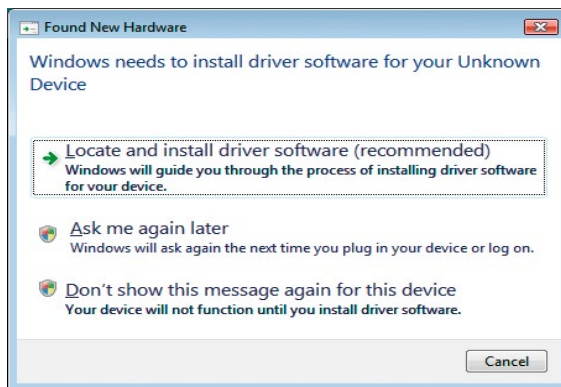 Found New Hardware
Windows needs to install driver software for your Unknown
Device
Locate and install driver software (recommended)
Windows will guide you through the process of installing driver software
for your device.
Ask me again later
Windows will ask again the next time you plug in your device or log on.
Don't show this message again for this device
Your device will not function until you install driver software.
Cancel